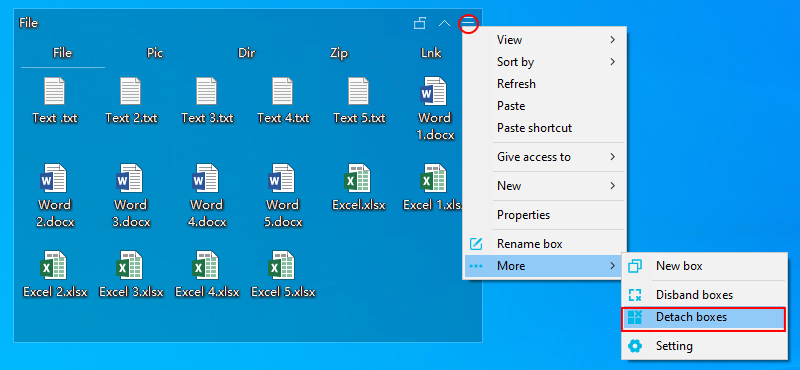 File
File Pic Dir Zip Lnk
Text .txt Text 2.txt Text 3.txt Text 4.txt Text 5.txt Word
1.docx
Word Word Word Word Excel.xlsx Excel 1.xls
2.docx 3.docx 4.docx 5.docx
Excel 2.xlsx Excel 3.xlsx Excel 4.xlsx Excel 5.xlsx
View
Sort by
Refresh
Paste
Paste shortcut
Give access to
New
Properties
Rename box
More
New box
Disband boxes
Detach boxes
Setting